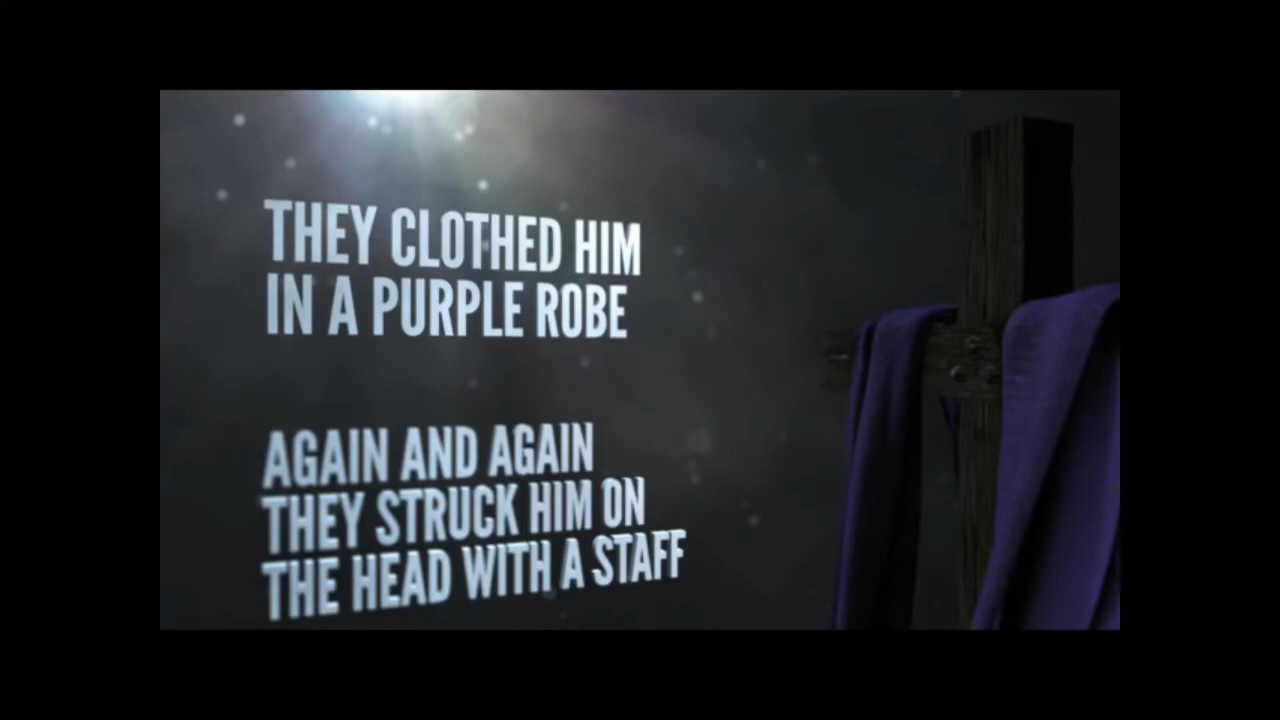 THEY CLOTHED HIM
IN A PURPLE ROBE
AGAIN AND AGAIN
THEY STRUCK HIM ON
THE HEAD WITH A STAFF